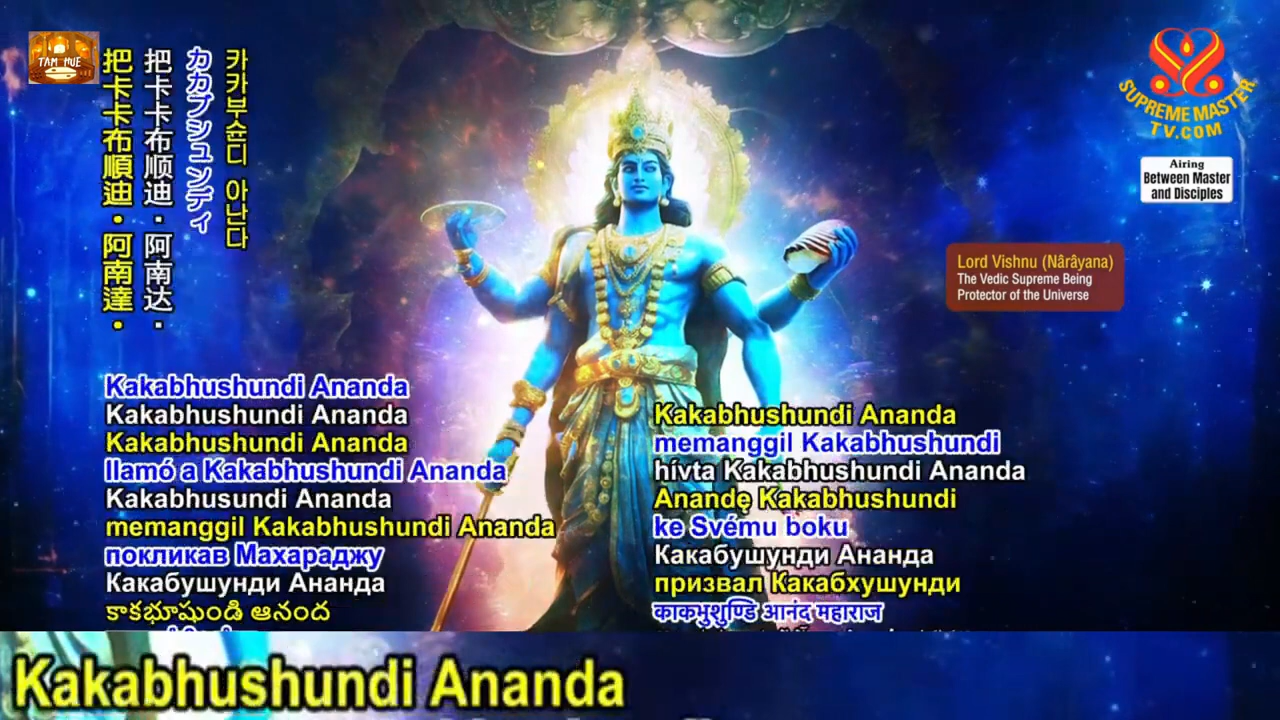 TAM HUE
把卡卡布順迪・阿南達・
把卡卡布顺迪・阿南达・
カカブシュンディ
카카부슌디 아난다
SUPREME MASTER
TV.COM
Airing
Between Master
and Disciples
Lord Vishnu (Nârâyana)
The Vedic Supreme Being
Protector of the Universe
Kakabhushundi Ananda
Kakabhushundi Ananda
Kakabhushundi Ananda
llamó a Kakabhushundi Ananda
Kakabhusundi Ananda
memanggil Kakabhushundi Ananda
покликав Махараджу
Какабушунди Ананда
కాకభూషుండి ఆనంద
Kakabhushundi Ananda
memanggil Kakabhushundi
hívta Kakabhushundi Ananda
Anandę Kakabhushundi
ke Svému boku
Какабушунди Ананда
призвал Какабхушунди
काकभुशुण्डि आनंद महाराज
Kakabhushundi Ananda